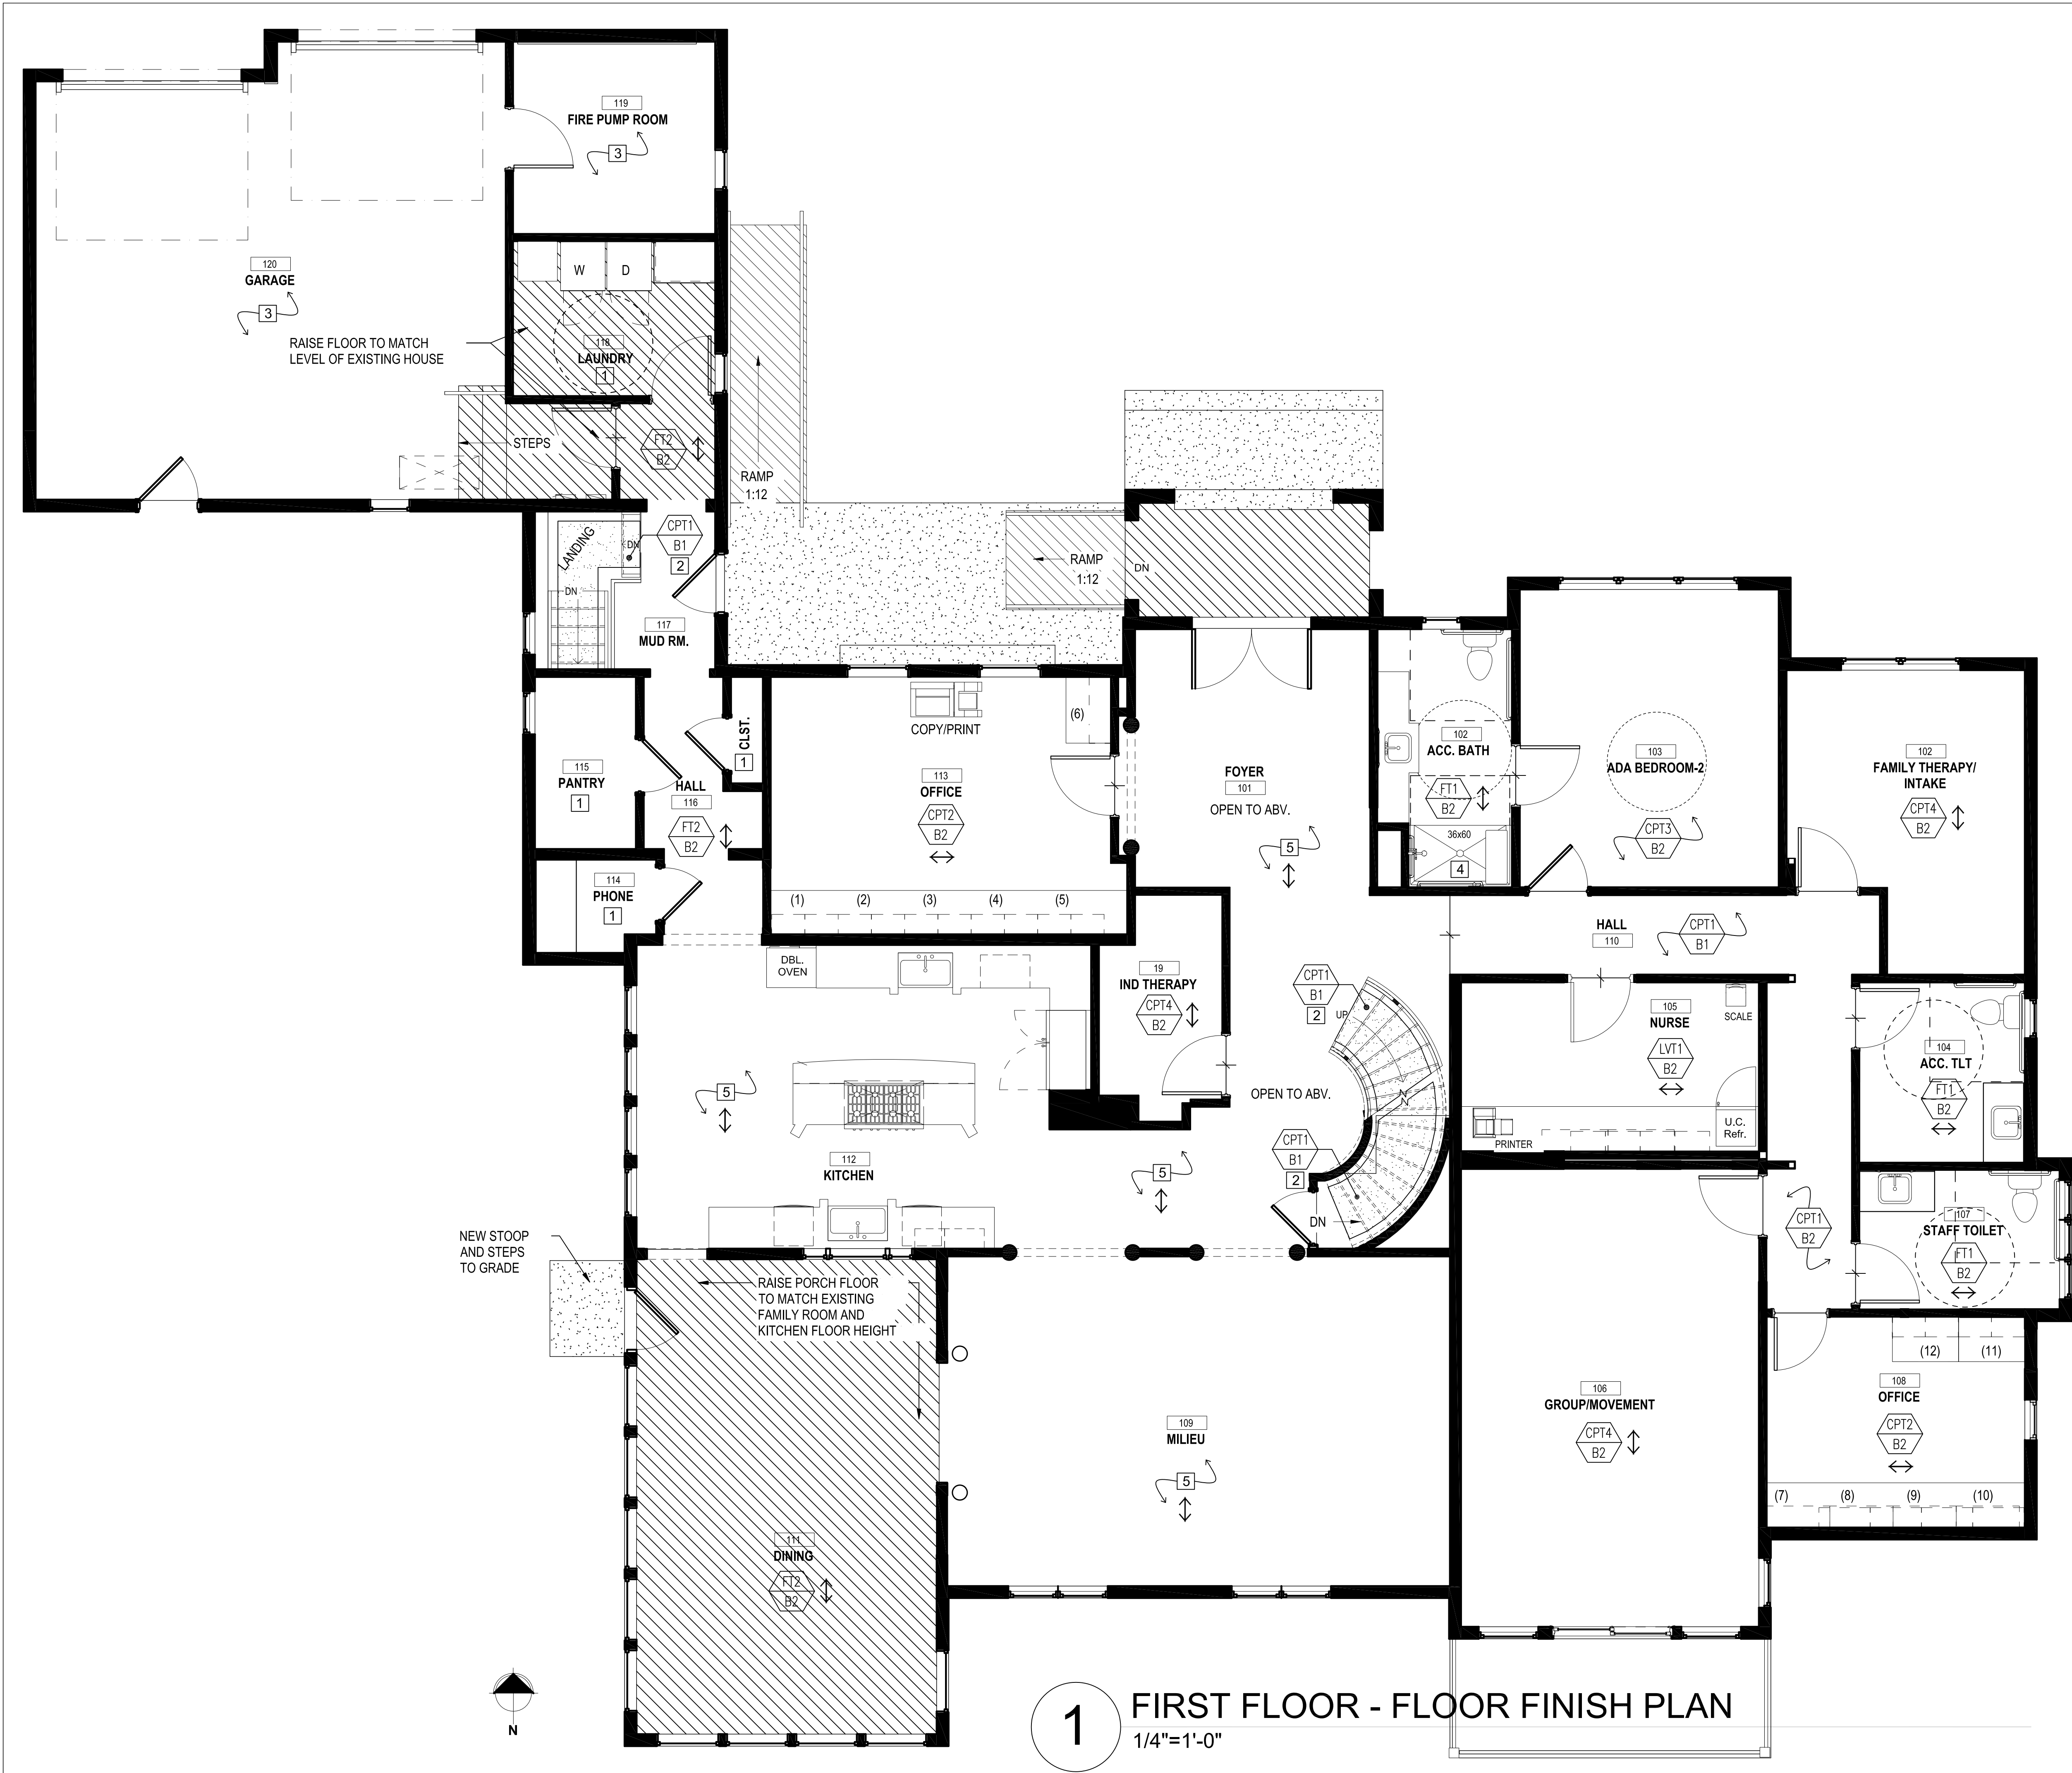 119
FIRE PUMP ROOM
3
W
D
120
GARAGE
3
RAISE FLOOR TO MATCH
LEVEL OF EXISTING HOUSE
118
LAUNDRY
1
STEPS
FT2
B2
RAMP
1:12
LANDING
DN
DN
CPT1
B1
2
117
MUD RM.
RAMP
1:12
DN
115
PANTRY
1
CLST.
1
HALL
116
FT2
B2
114
PHONE
1
COPY/PRINT
(6)
113
OFFICE
CPT2
B2
(1)
(2)
(3)
(4)
(5)
FOYER
101
OPEN TO ABV.
5
102
ACC. BATH
FT1
B2
36x60
4
103
ADA BEDROOM-2
CPT3
B2
102
FAMILY THERAPY/
INTAKE
CPT4
B2
HALL
110
CPT1
B1
DBL.
OVEN
19
IND THERAPY
CPT4
B2
CPT1
B1
2
UP
OPEN TO ABV.
CPT1
B1
2
DN
105
NURSE
LVT1
B2
SCALE
PRINTER
U.C.
Refr.
104
ACC. TLT
FT1
B2
5
112
KITCHEN
5
CPT1
B2
107
STAFF TOILET
FT1
B2
NEW STOOP
AND STEPS
TO GRADE
RAISE PORCH FLOOR
TO MATCH EXISTING
FAMILY ROOM AND
KITCHEN FLOOR HEIGHT
109
MILIEU
5
106
GROUP/MOVEMENT
CPT4
B2
(12)
(11)
108
OFFICE
CPT2
B2
(7)
(8)
(9)
(10)
111
DINING
FT2
B2
N
1
FIRST FLOOR - FLOOR FINISH PLAN
1/4"=1'-0"